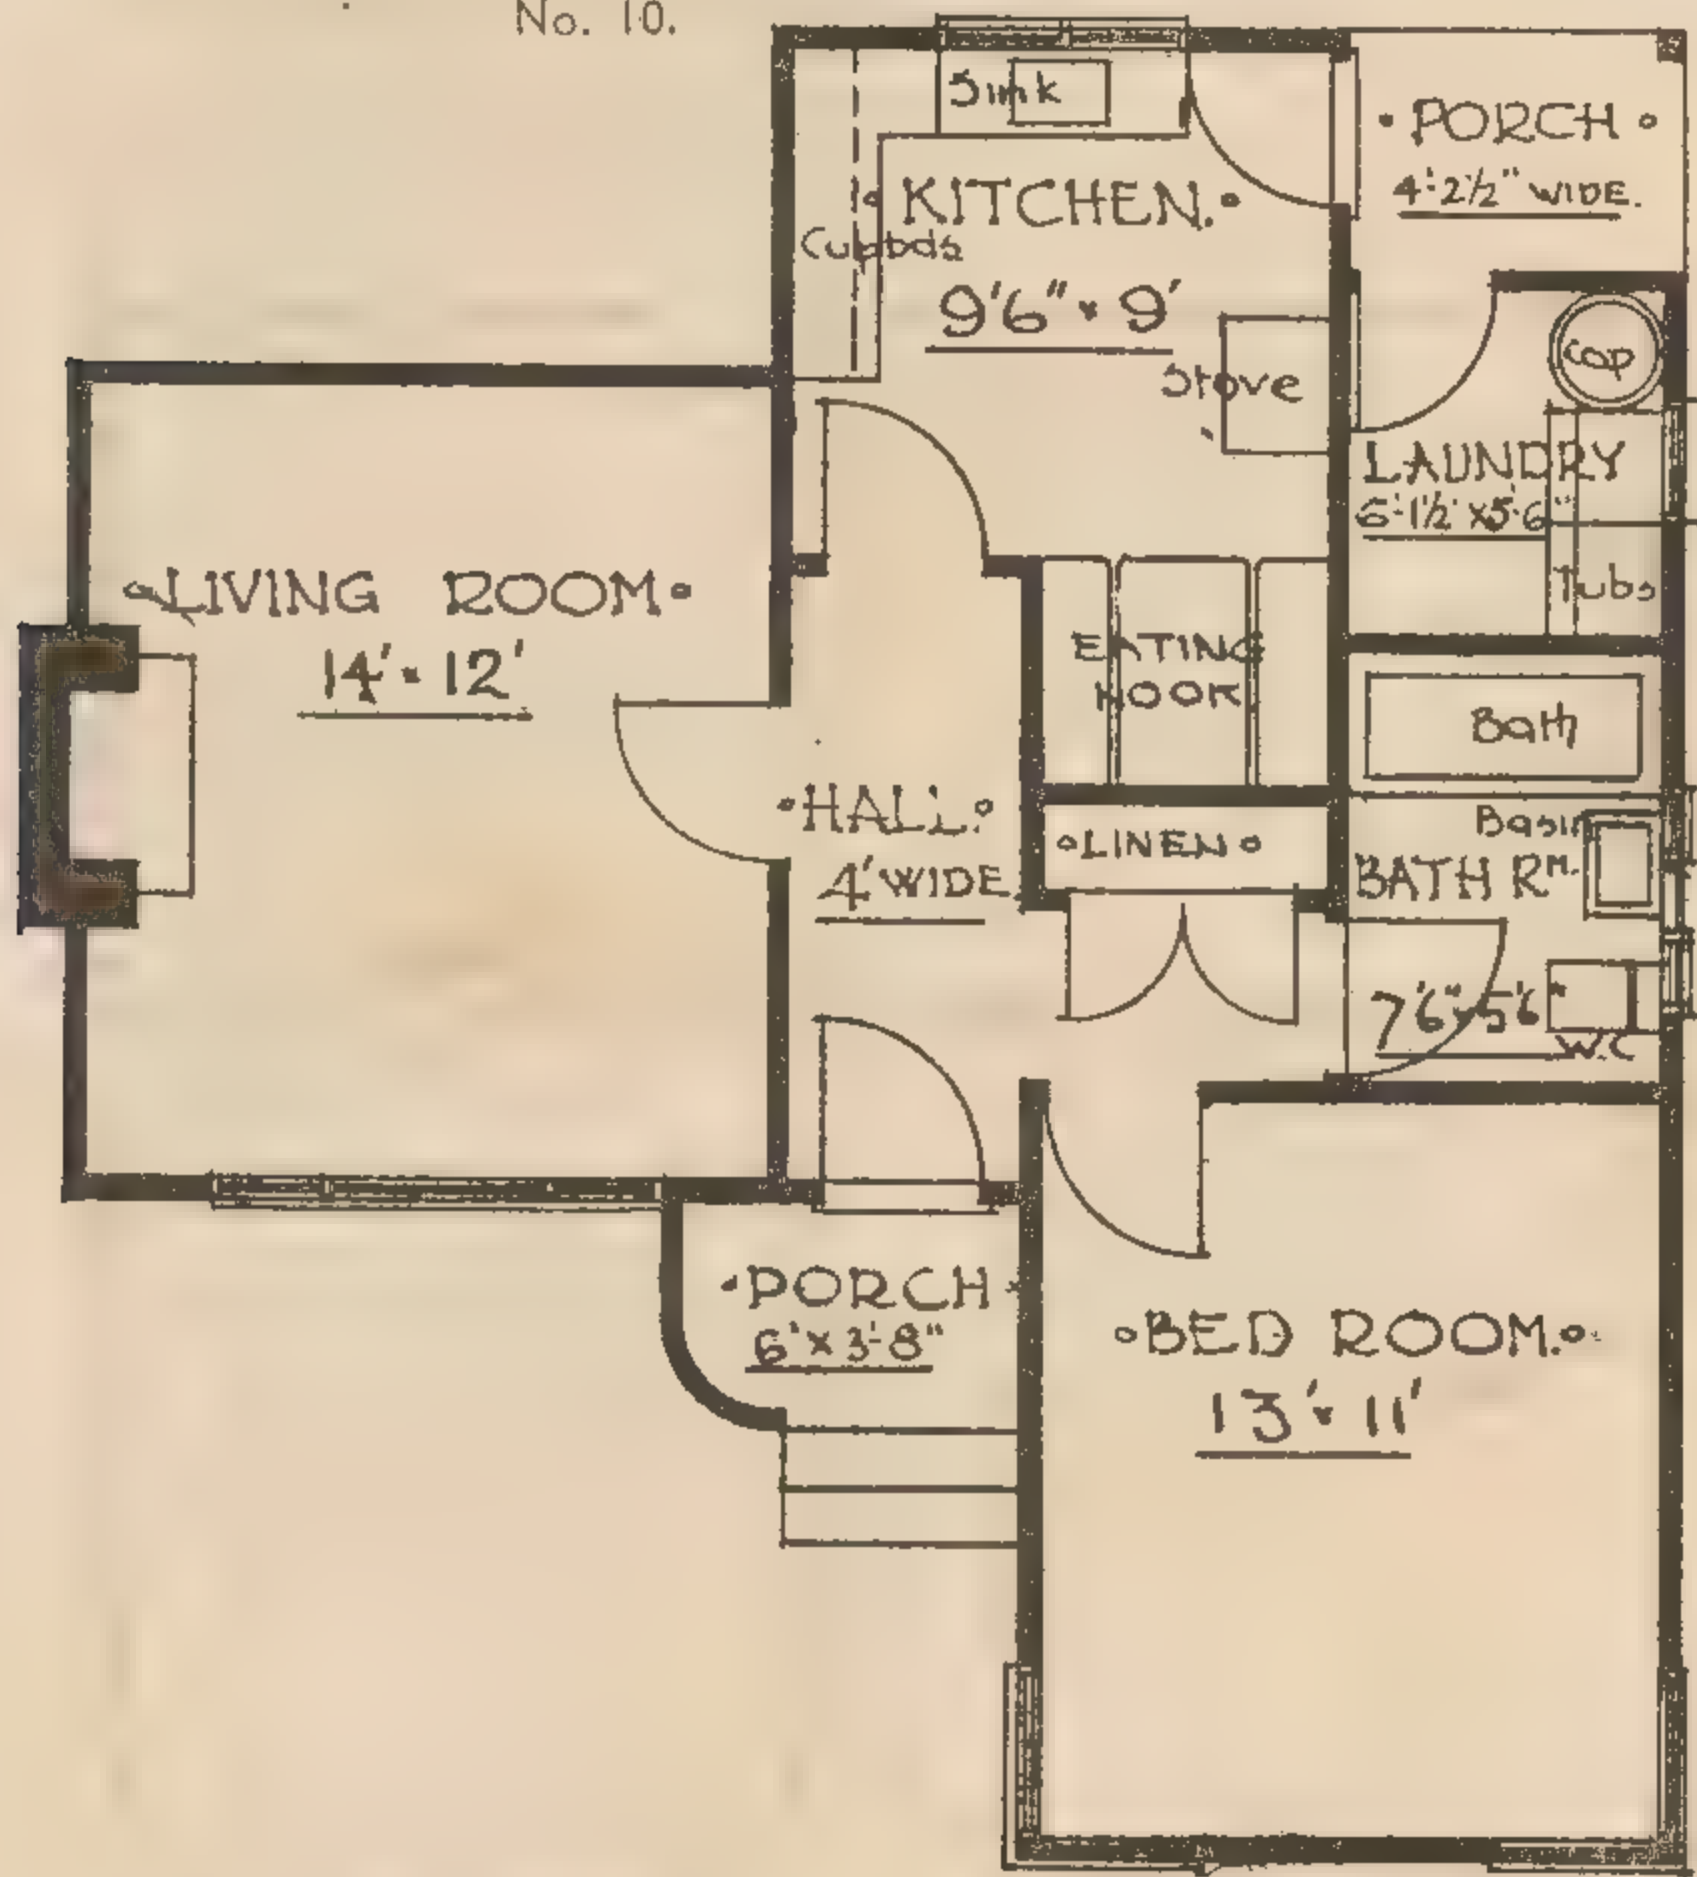 No. 10.
Sink
• PORCH •
4'-2½" WIDE.
• KITCHEN. •
Cupbds
9'6" × 9'
Cop
Stove
LAUNDRY
6'-1½" × 5'-6"
• LIVING ROOM •
14' × 12'
Tubs
EATING
NOOK
Bath
• HALL. •
4' WIDE
• LINEN •
Basin
BATH RM.
7'6" × 5'6"
W.C
• PORCH •
6' × 3'-8"
• BED ROOM. •
13' × 11'